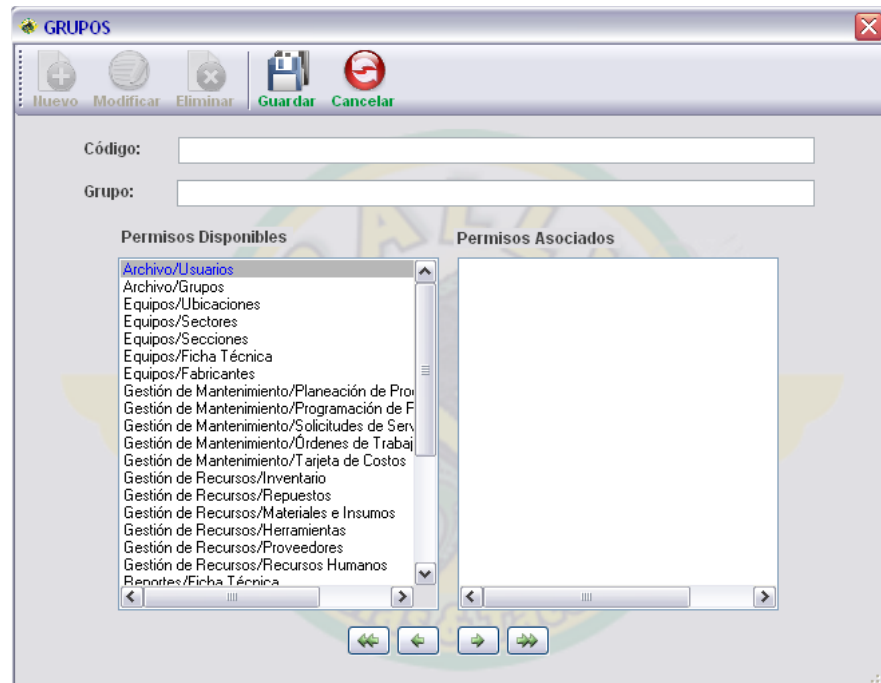 GRUPOS
Nuevo Modificar Eliminar Guardar Cancelar
Código:
Grupo:
Permisos Disponibles Permisos Asociados
Archivo/Usuarios
Archivo/Grupos
Equipos/Ubicaciones
Equipos/Sectores
Equipos/Secciones
Equipos/Ficha Técnica
Equipos/Fabricantes
Gestión de Mantenimiento/Planeación de Pro
Gestión de Mantenimiento/Programación de F
Gestión de Mantenimiento/Solicitudes de Serv
Gestión de Mantenimiento/Órdenes de Trabaj
Gestión de Mantenimiento/Tarjeta de Costos
Gestión de Recursos/Inventario
Gestión de Recursos/Repuestos
Gestión de Recursos/Materiales e Insumos
Gestión de Recursos/Herramientas
Gestión de Recursos/Proveedores
Gestión de Recursos/Recursos Humanos
Reportes/Ficha Técnica